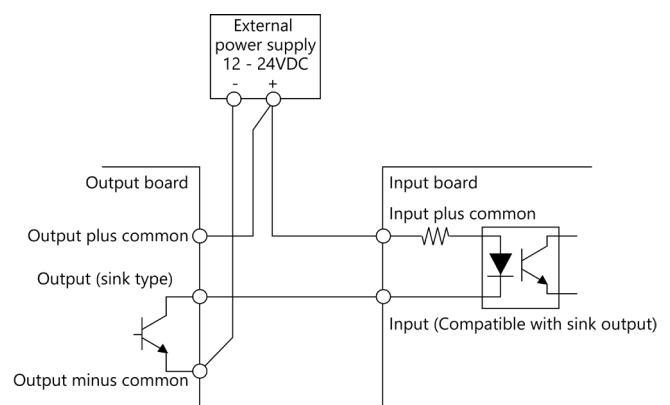 External
power supply
12 - 24VDC
- +
Output board
Input board
Input plus common
Output plus common
Output (sink type)
Input (Compatible with sink output)
Output minus common